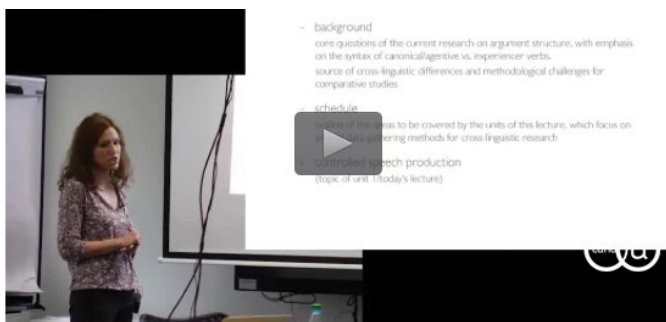 - background
core questions of the current research on argument structure, with emphasis
on the syntax of canonical/agentive vs. experiencer verbs.
source of cross-linguistic differences and methodological challenges for
comparative studies
- schedule
outline of the areas to be covered by the units of this lecture, which focus on
data gathering methods for cross-linguistic research
controlled speech production
(topic of unit 1/today's lecture)